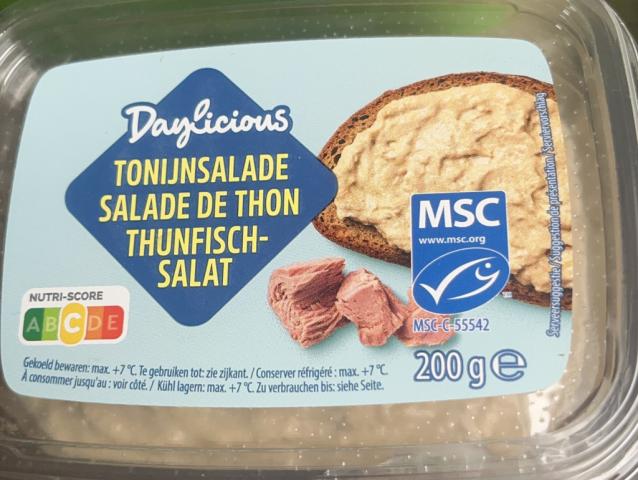 Daylicious
TONIJNSALADE
SALADE DE THON
THUNFISCH-
SALAT
MSC
www.msc.org
MSC-C-55542
NUTRI-SCORE
A B C D E
200 g e
Gekoeld bewaren: max. +7 °C. Te gebruiken tot: zie zijkant. / Conserver réfrigéré : max. +7 °C.
À consommer jusqu'au : voir côté. / Kühl lagern: max. +7 °C. Zu verbrauchen bis: siehe Seite.
Serveersuggestie/Suggestion de présentation/Serviervorschlag